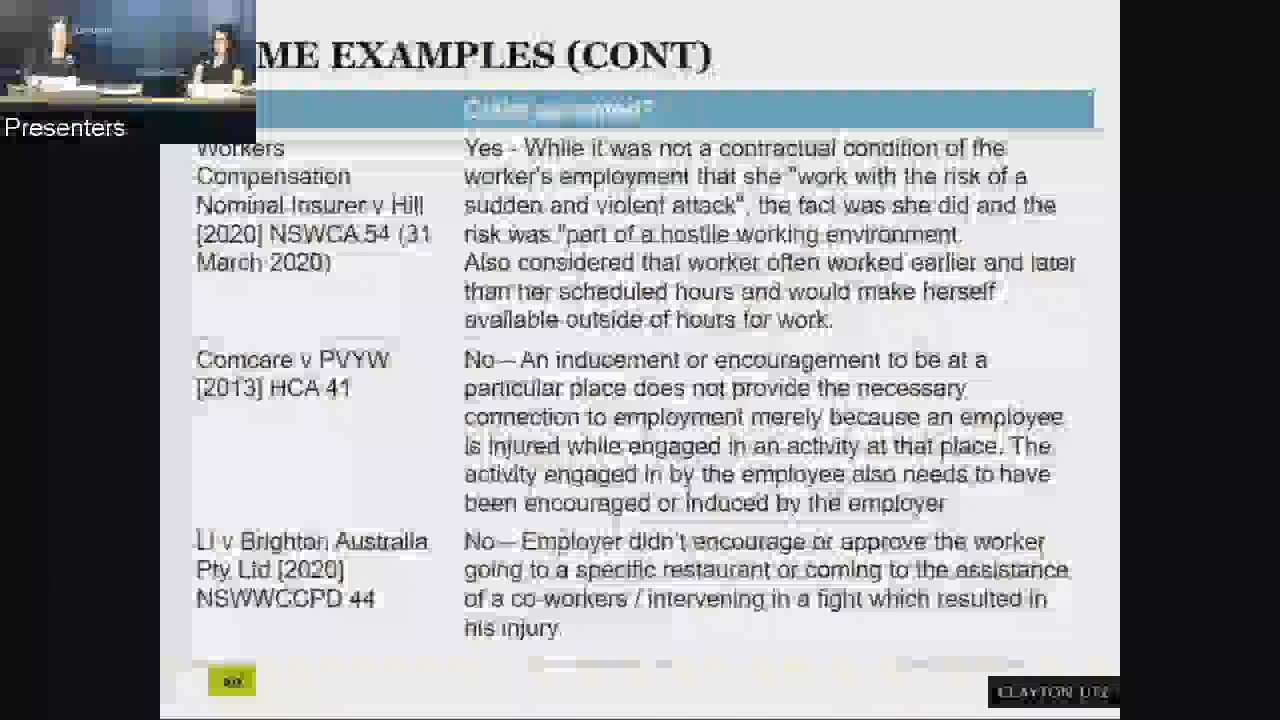 ME EXAMPLES (CONT)
Presenters
Workers
Compensation
Nominal Insurer v Hill
[2020] NSWCA 54 (31
March 2020)
Yes - While it was not a contractual condition of the
worker's employment that she "work with the risk of a
sudden and violent attack", the fact was she did and the
risk was "part of a hostile working environment.
Also considered that worker often worked earlier and later
than her scheduled hours and would make herself
available outside of hours for work.
Comcare v PVYW
[2013] HCA 41
No – An inducement or encouragement to be at a
particular place does not provide the necessary
connection to employment merely because an employee
is injured while engaged in an activity at that place. The
activity engaged in by the employee also needs to have
been encouraged or induced by the employer
Li v Brighton Australia
Pty Ltd [2020]
NSWWCCPD 44
No – Employer didn't encourage or approve the worker
going to a specific restaurant or coming to the assistance
of a co-workers / intervening in a fight which resulted in
his injury.
CLAYTON UTZ